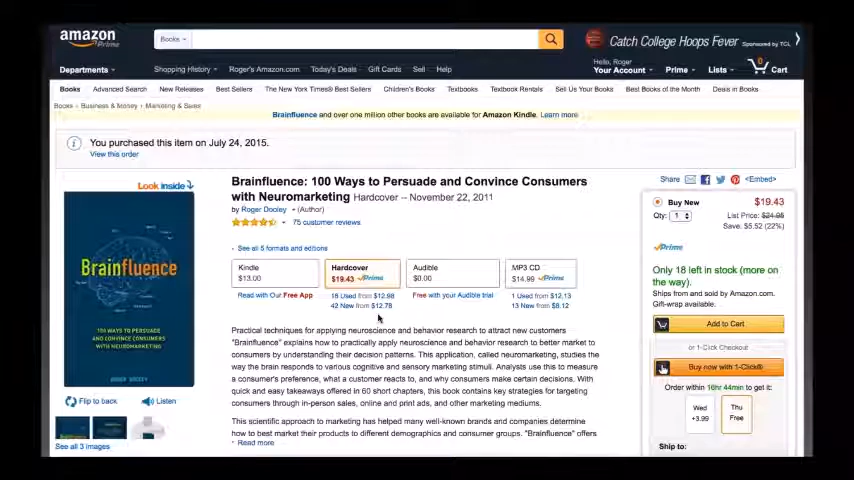 amazon
Prime
Books
Catch College Hoops Fever Sponsored by TCL
Departments
Shopping History Roger's Amazon.com Today's Deals Gift Cards Sell Help
Hello, Roger
Your Account Prime Lists 0 Cart
Books Advanced Search New Releases Best Sellers The New York Times® Best Sellers Children's Books Textbooks Textbook Rentals Sell Us Your Books Best Books of the Month Deals in Books
Books › Business & Money › Marketing & Sales
Brainfluence and over one million other books are available for Amazon Kindle. Learn more
You purchased this item on July 24, 2015.
View this order
Look inside
Brainfluence
100 WAYS TO PERSUADE
AND CONVINCE CONSUMERS
WITH NEUROMARKETING
ROGER DOOLEY
Flip to back Listen
See all 3 images
Brainfluence: 100 Ways to Persuade and Convince Consumers
with Neuromarketing Hardcover – November 22, 2011
by Roger Dooley (Author)
75 customer reviews
See all 5 formats and editions
Kindle
$13.00
Read with Our Free App
Hardcover
$19.43 Prime
18 Used from $12.98
42 New from $12.78
Audible
$0.00
Free with your Audible trial
MP3 CD
$14.99 Prime
1 Used from $12.13
13 New from $8.12
Practical techniques for applying neuroscience and behavior research to attract new customers
"Brainfluence" explains how to practically apply neuroscience and behavior research to better market to
consumers by understanding their decision patterns. This application, called neuromarketing, studies the
way the brain responds to various cognitive and sensory marketing stimuli. Analysts use this to measure
a consumer's preference, what a customer reacts to, and why consumers make certain decisions. With
quick and easy takeaways offered in 60 short chapters, this book contains key strategies for targeting
consumers through in-person sales, online and print ads, and other marketing mediums.
This scientific approach to marketing has helped many well-known brands and companies determine
how to best market their products to different demographics and consumer groups. "Brainfluence" offers
Read more
Share <Embed>
Buy New $19.43
Qty: 1 List Price: $24.95
Save: $5.52 (22%)
Prime
Only 18 left in stock (more on
the way).
Ships from and sold by Amazon.com.
Gift-wrap available.
Add to Cart
or 1-Click Checkout
Buy now with 1-Click®
Order within 16hr 44min to get it:
Wed
+3.99
Thu
Free
Ship to: